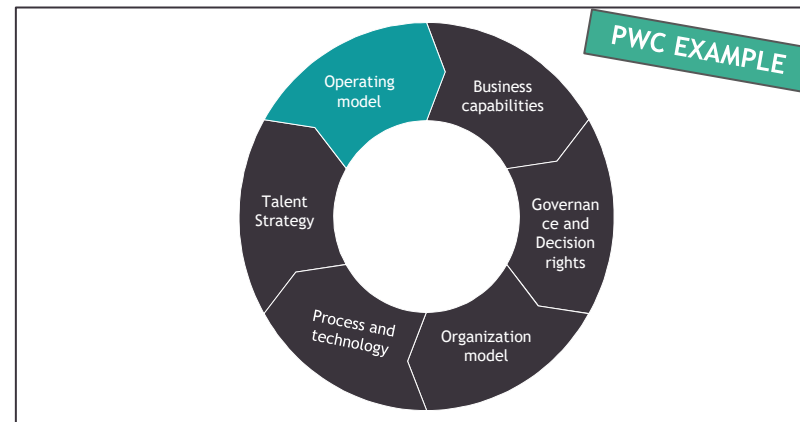 PWC EXAMPLE
Operating
model
Business
capabilities
Governan
ce and
Decision
rights
Organization
model
Process and
technology
Talent
Strategy